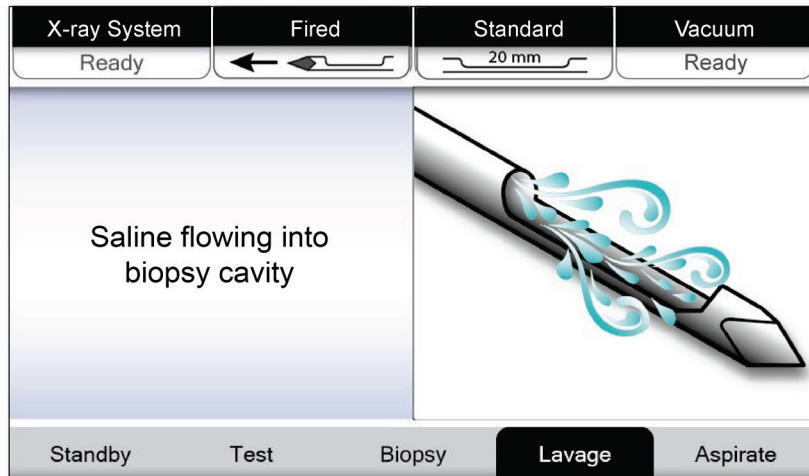 X-ray System
Fired
Standard
Vacuum
Ready
20 mm
Ready
Saline flowing into
biopsy cavity
Standby
Test
Biopsy
Lavage
Aspirate